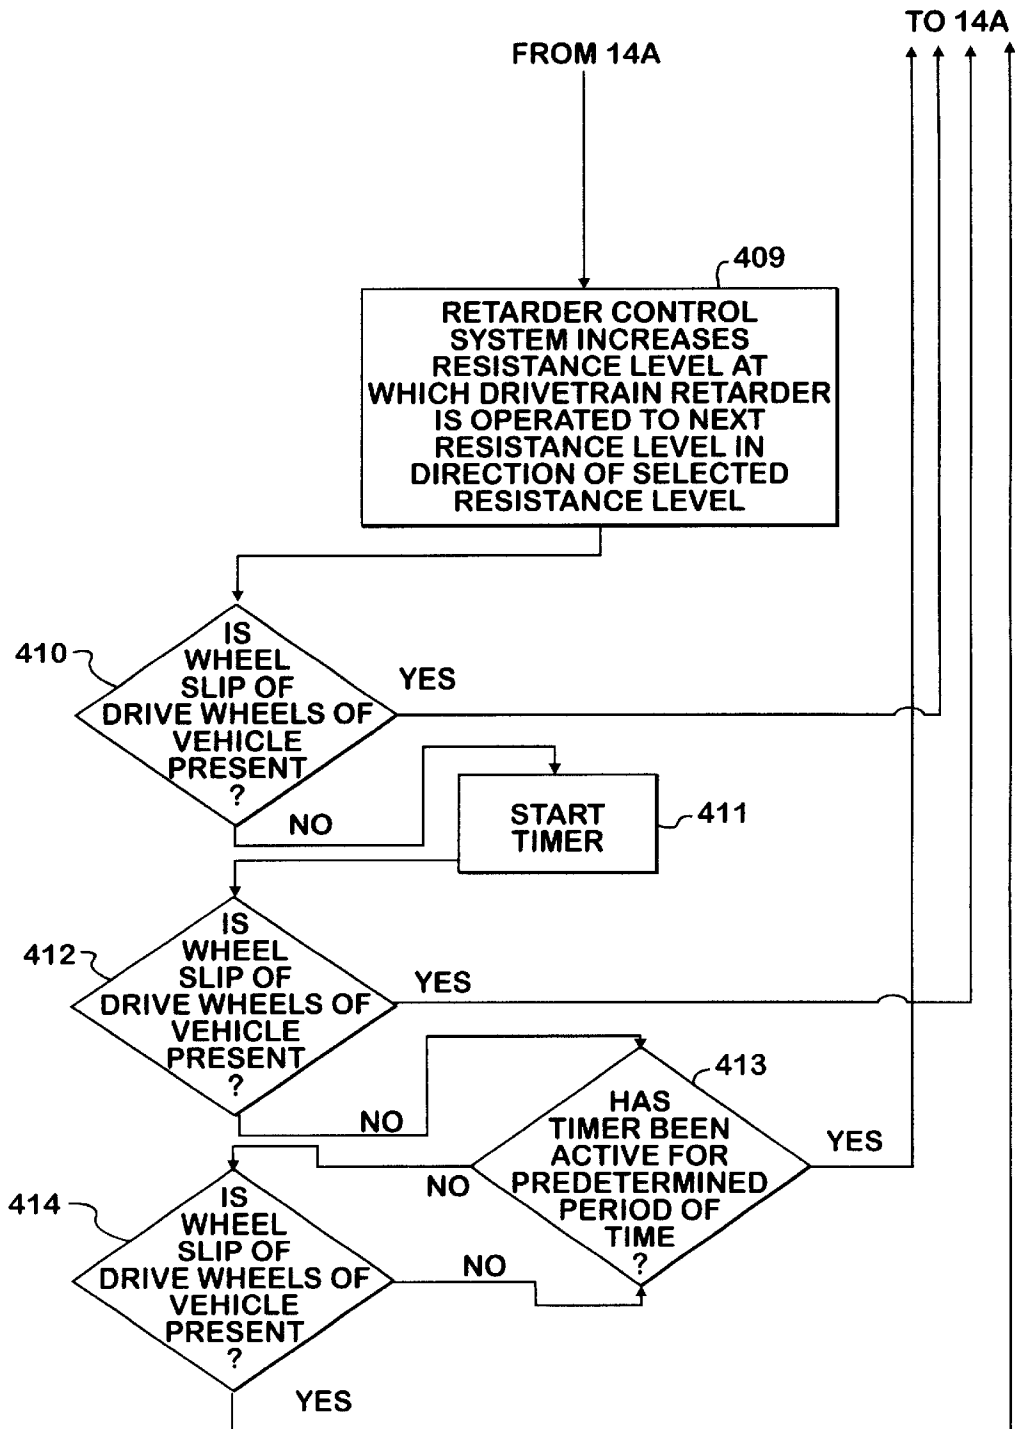 TO 14A
FROM 14A
409
RETARDER CONTROL
SYSTEM INCREASES
RESISTANCE LEVEL AT
WHICH DRIVETRAIN RETARDER
IS OPERATED TO NEXT
RESISTANCE LEVEL IN
DIRECTION OF SELECTED
RESISTANCE LEVEL
410
IS
WHEEL
SLIP OF
DRIVE WHEELS OF
VEHICLE
PRESENT
?
YES
NO
START
TIMER
411
412
IS
WHEEL
SLIP OF
DRIVE WHEELS OF
VEHICLE
PRESENT
?
YES
NO
413
HAS
TIMER BEEN
ACTIVE FOR
PREDETERMINED
PERIOD OF
TIME
?
YES
NO
414
IS
WHEEL
SLIP OF
DRIVE WHEELS OF
VEHICLE
PRESENT
?
NO
YES